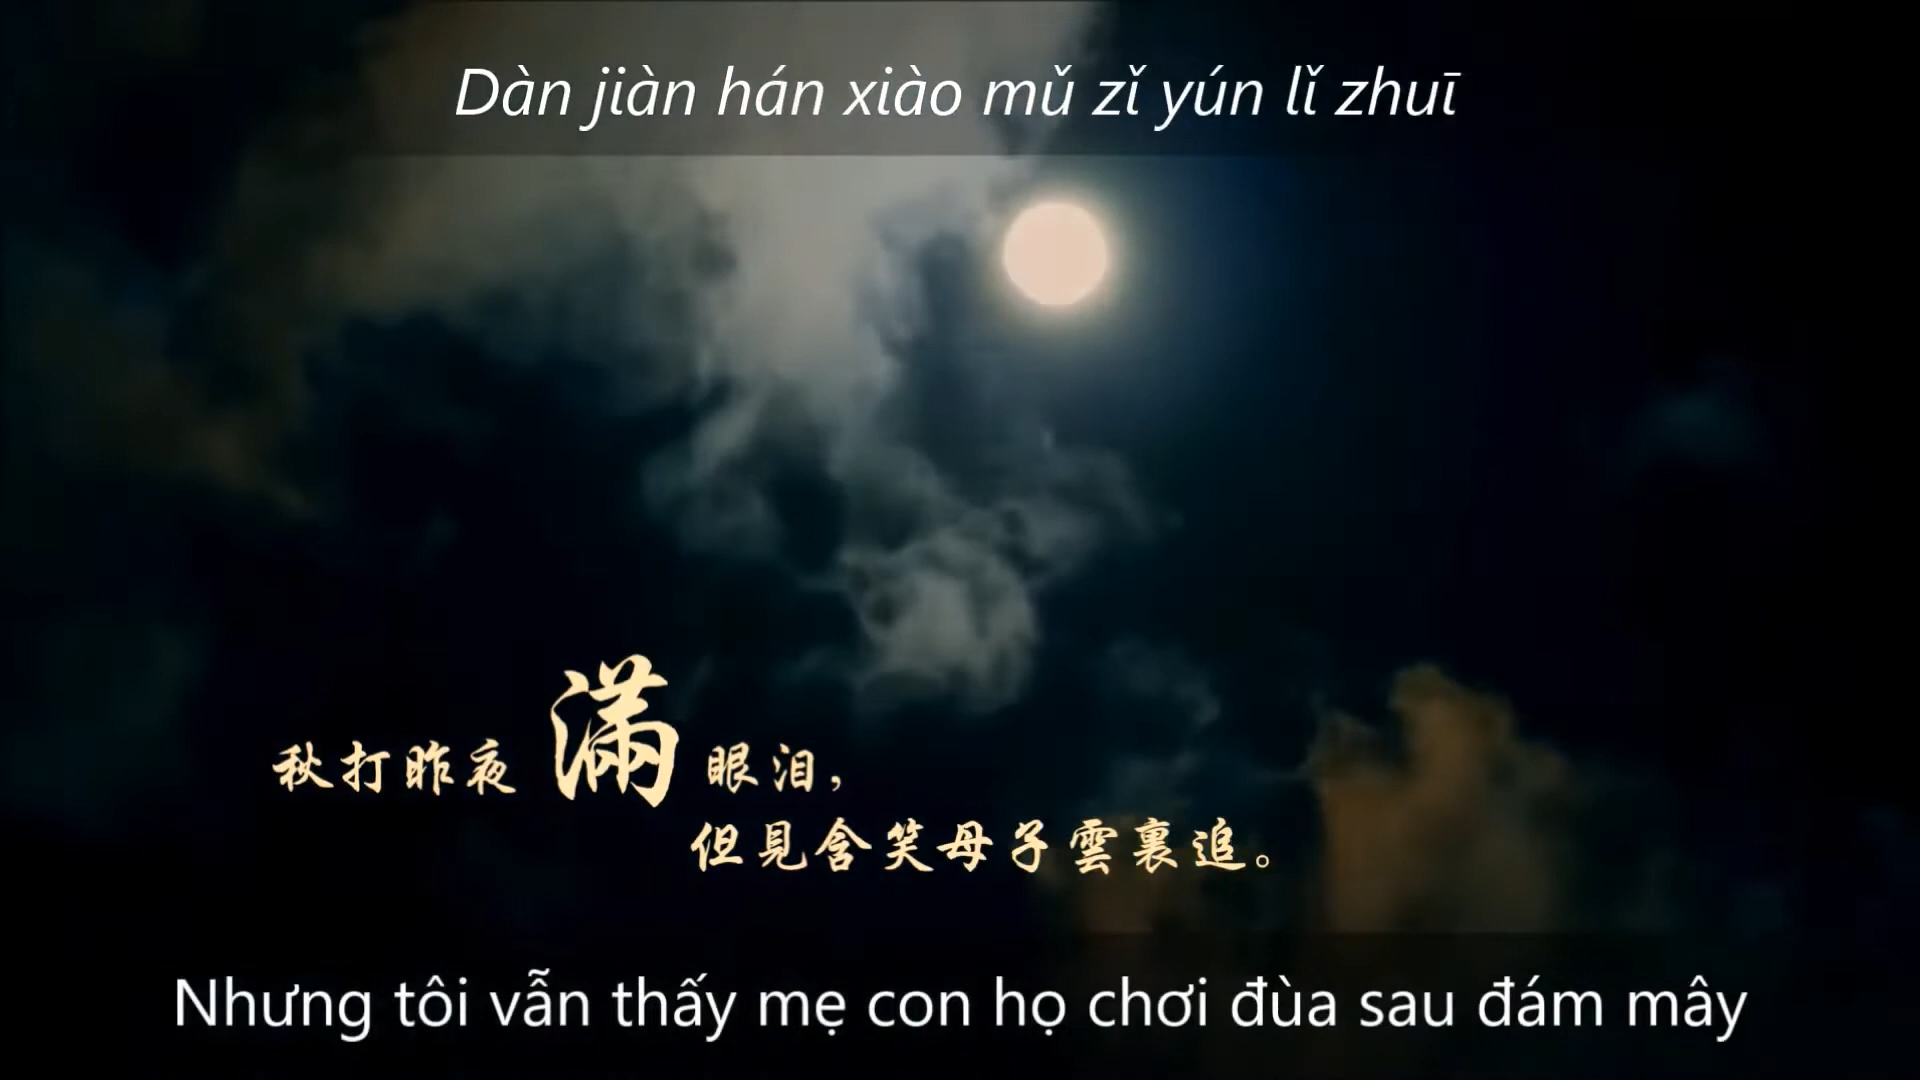 Dàn jiàn hán xiào mǔ zǐ yún lǐ zhuī
秋打昨夜滿眼泪，
但見含笑母子雲裏追。
Nhưng tôi vẫn thấy mẹ con họ chơi đùa sau đám mây